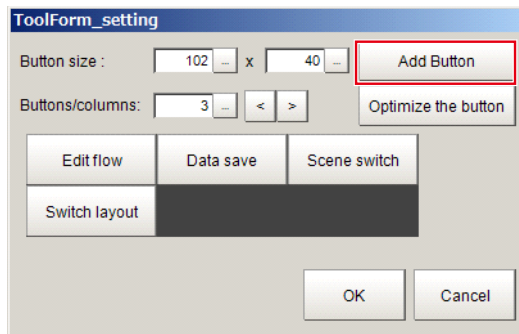 ToolForm_setting
Button size : 102 ... x 40 ... Add Button
Buttons/columns: 3 ... < > Optimize the button
Edit flow Data save Scene switch
Switch layout
OK Cancel